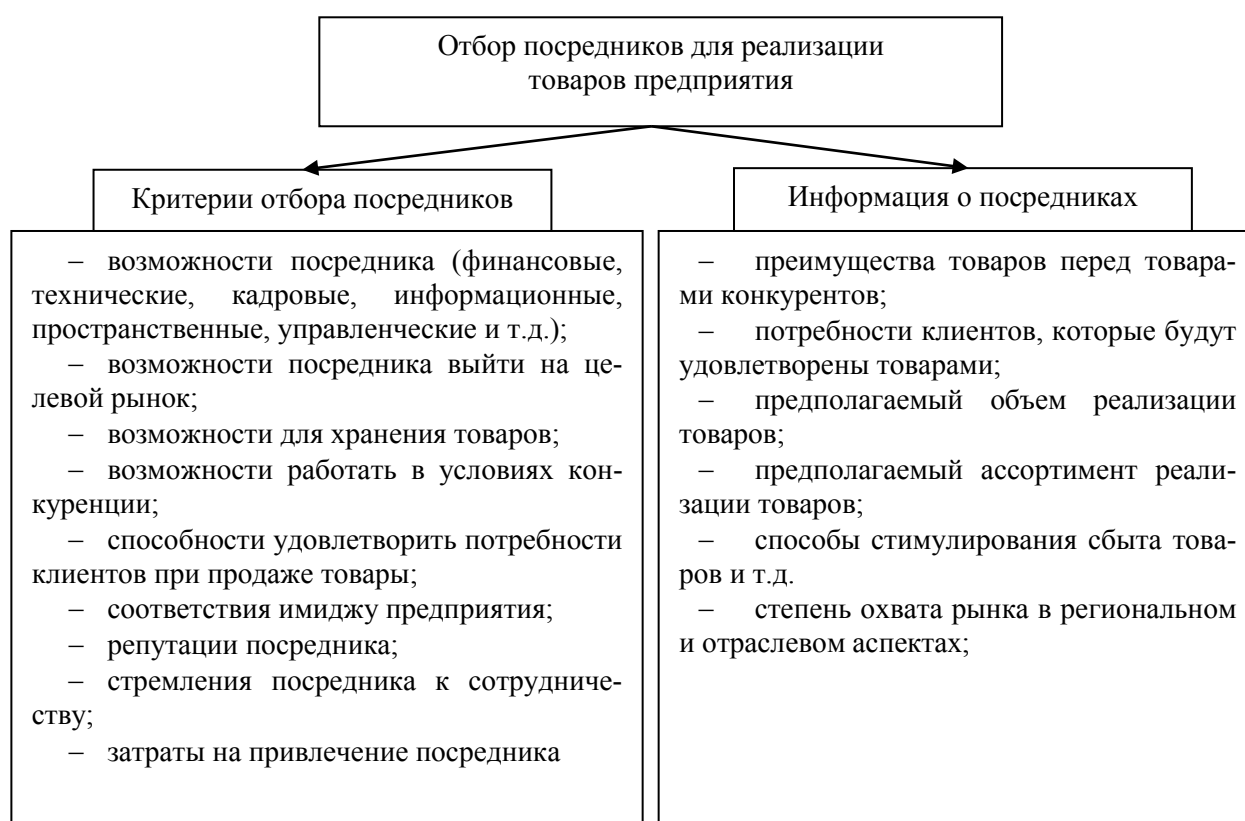 Отбор посредников для реализации
товаров предприятия
Критерии отбора посредников
– возможности посредника (финансовые,
технические, кадровые, информационные,
пространственные, управленческие и т.д.);
– возможности посредника выйти на це-
левой рынок;
– возможности для хранения товаров;
– возможности работать в условиях кон-
куренции;
– способности удовлетворить потребности
клиентов при продаже товары;
– соответствия имиджу предприятия;
– репутации посредника;
– стремления посредника к сотрудниче-
ству;
– затраты на привлечение посредника
Информация о посредниках
– преимущества товаров перед товара-
ми конкурентов;
– потребности клиентов, которые будут
удовлетворены товарами;
– предполагаемый объем реализации
товаров;
– предполагаемый ассортимент реали-
зации товаров;
– способы стимулирования сбыта това-
ров и т.д.
– степень охвата рынка в региональном
и отраслевом аспектах;